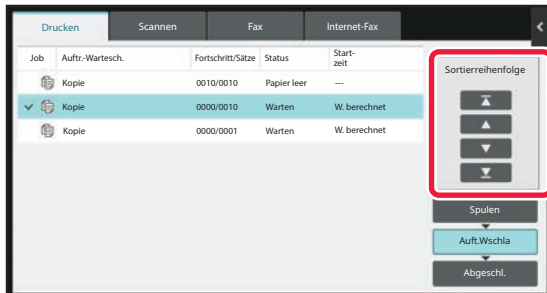 Drucken Scannen Fax Internet-Fax
Job Auftr.-Wartesch. Fortschritt/Sätze Status Start-
zeit
Kopie 0010/0010 Papier leer ---
Kopie 0000/0010 Warten W. berechnet
Kopie 0000/0001 Warten W. berechnet
Sortierreihenfolge
Spulen
Auft.Wschla
Abgeschl.